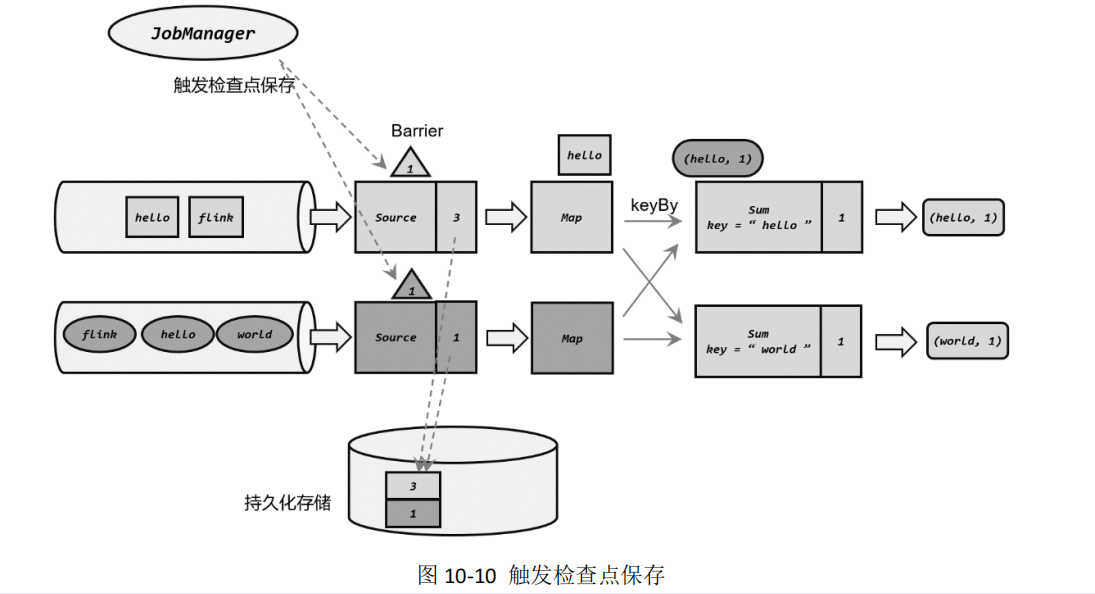 JobManager
触发检查点保存
Barrier
1
hello
(hello, 1)
hello
flink
Source
3
Map
keyBy
Sum
key = “ hello ”
1
(hello, 1)
1
flink
hello
world
Source
1
Map
Sum
key = “ world ”
1
(world, 1)
持久化存储
3
1
图 10-10 触发检查点保存